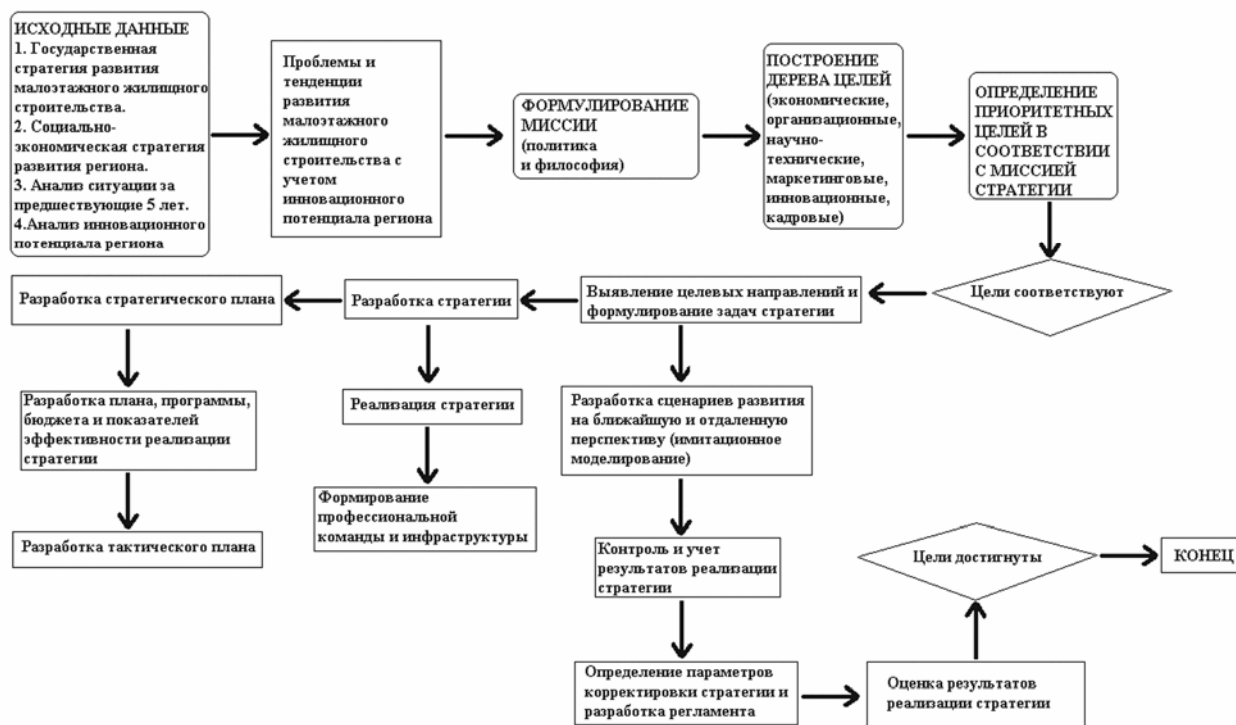 ИСХОДНЫЕ ДАННЫЕ
1. Государственная
стратегия развития
малоэтажного жилищного
строительства.
2. Социально-
экономическая стратегия
развития региона.
3. Анализ ситуации за
предшествующие 5 лет.
4.Анализ инновационного
потенциала региона
Проблемы и
тенденции
развития
малоэтажного
жилищного
строительства с
учетом
инновационного
потенциала региона
ФОРМУЛИРОВАНИЕ
МИССИИ
(политика
и философия)
ПОСТРОЕНИЕ
ДЕРЕВА ЦЕЛЕЙ
(экономические,
организационные,
научно-
технические,
маркетинговые,
инновационные,
кадровые)
ОПРЕДЕЛЕНИЕ
ПРИОРИТЕТНЫХ
ЦЕЛЕЙ В
СООТВЕТСТВИИ
С МИССИЕЙ
СТРАТЕГИИ
Цели соответствуют
Выявление целевых направлений и
формулирование задач стратегии
Разработка стратегии
Разработка стратегического плана
Разработка плана, программы,
бюджета и показателей
эффективности реализации
стратегии
Разработка тактического плана
Реализация стратегии
Формирование
профессиональной
команды и инфраструктуры
Разработка сценариев развития
на ближайшую и отдаленную
перспективу (имитационное
моделирование)
Контроль и учет
результатов реализации
стратегии
Определение параметров
корректировки стратегии и
разработка регламента
Оценка результатов
реализации стратегии
Цели достигнуты
КОНЕЦ